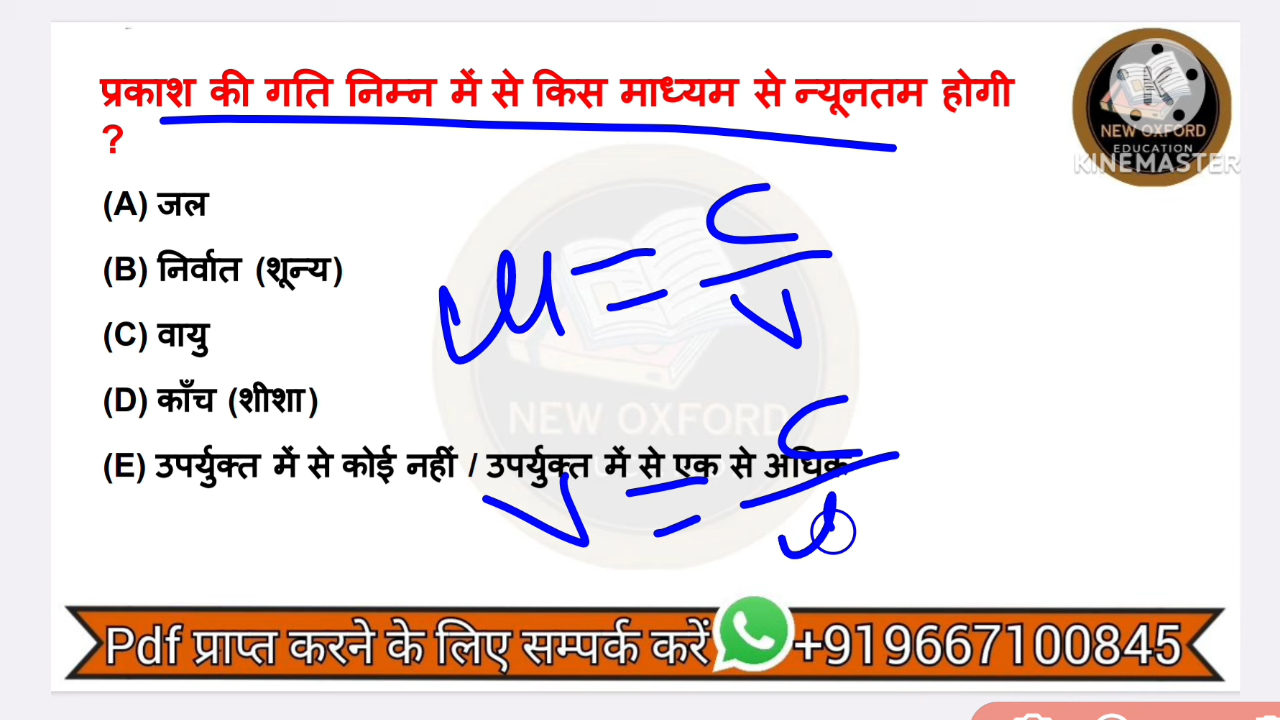 प्रकाश की गति निम्न में से किस माध्यम से न्यूनतम होगी
?
NEW OXFORD
EDUCATION
KINEMASTER
(A) जल
(B) निर्वात (शून्य)
(C) वायु
(D) काँच (शीशा)
(E) उपर्युक्त में से कोई नहीं / उपर्युक्त में से एक से अधिक
μ = c/v
NEW OXFORD
v = c/
Pdf प्राप्त करने के लिए सम्पर्क करें +919667100845